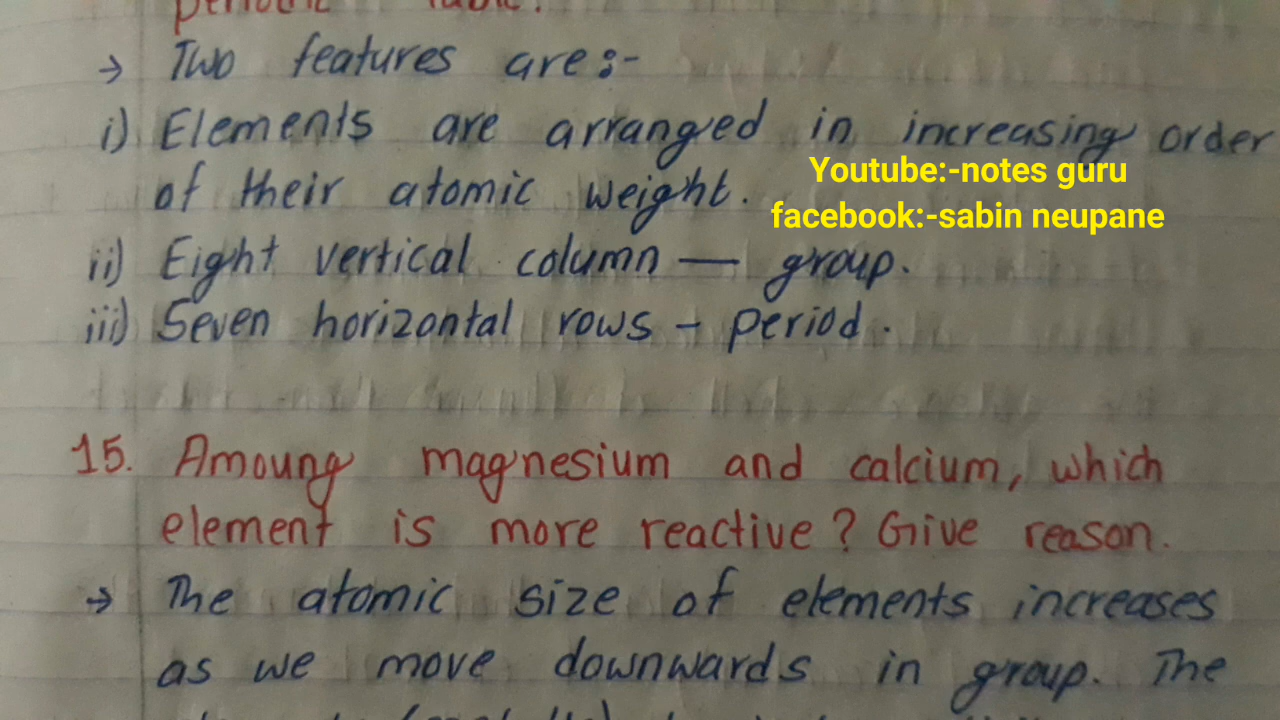 periodic table.
→ Two features are:-
i) Elements are arranged in increasing order
of their atomic weight.
Youtube:-notes guru
facebook:-sabin neupane
ii) Eight vertical column — group.
iii) Seven horizontal rows - period.
15. Amoung magnesium and calcium, which
element is more reactive? Give reason.
→ The atomic size of elements increases
as we move downwards in group. The